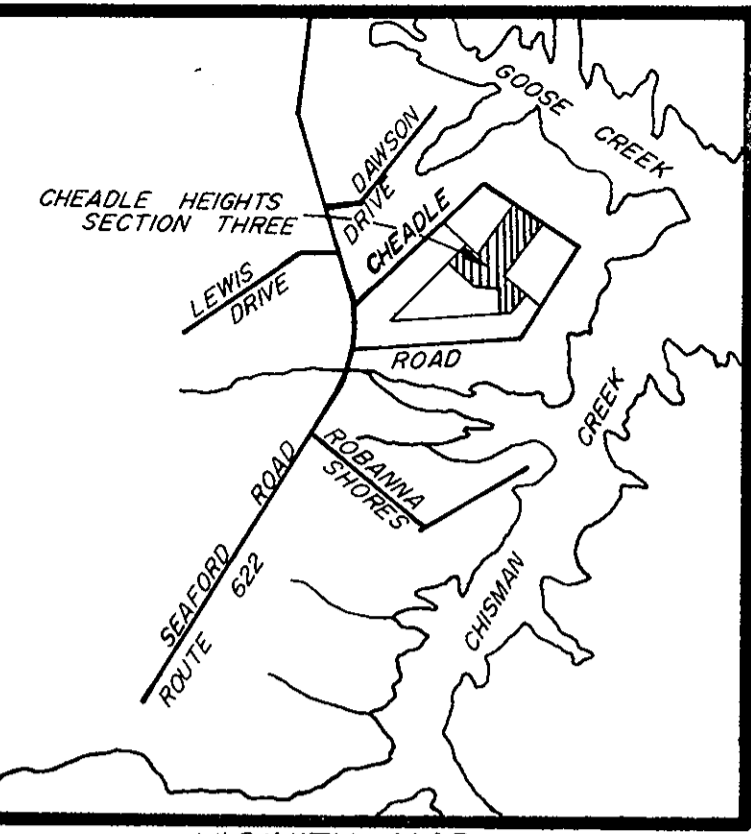 GOOSE
CREEK
DAWSON
DRIVE
CHEADLE HEIGHTS
SECTION THREE
CHEADLE
LEWIS
DRIVE
ROAD
CREEK
ROBANNA
SHORES
SEAFORD ROAD
ROUTE 622
CHISMAN